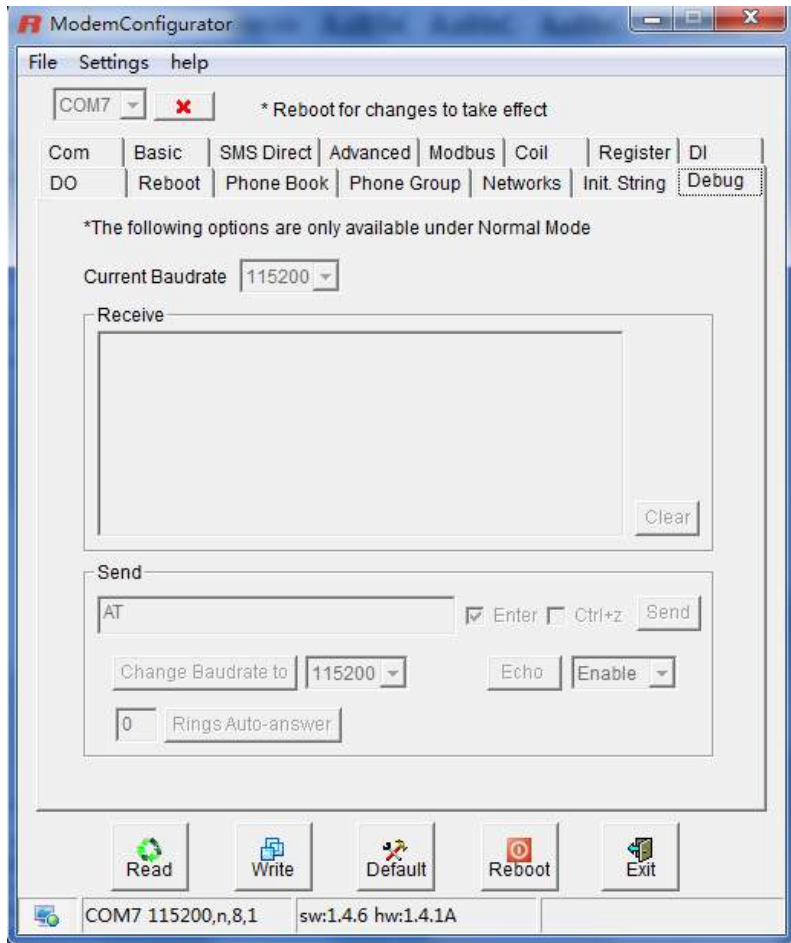 ModemConfigurator
File Settings help
COM7 * Reboot for changes to take effect
Com Basic SMS Direct Advanced Modbus Coil Register DI
DO Reboot Phone Book Phone Group Networks Init. String Debug
*The following options are only available under Normal Mode
Current Baudrate 115200
Receive
Clear
Send
AT Enter Ctrl+z Send
Change Baudrate to 115200 Echo Enable
0 Rings Auto-answer
Read Write Default Reboot Exit
COM7 115200,n,8,1 sw:1.4.6 hw:1.4.1A